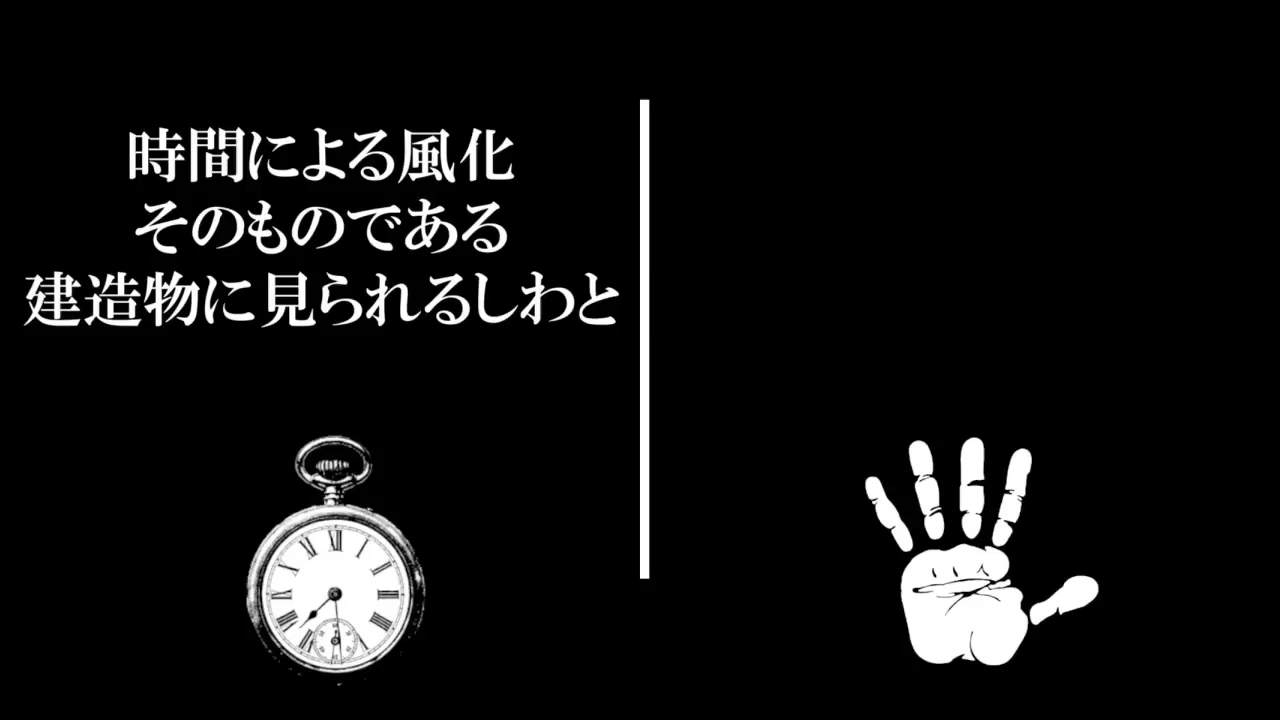 時間による風化
そのものである
建造物に見られるしわと